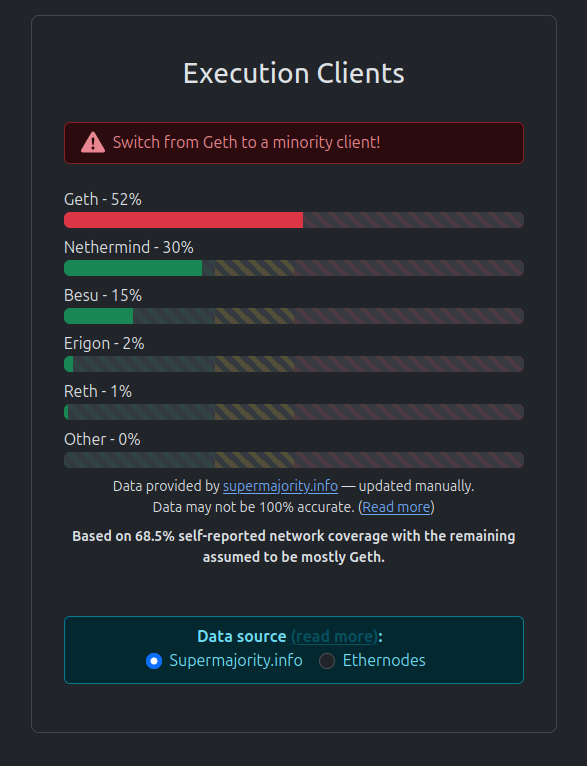 Execution Clients
Switch from Geth to a minority client!
Geth - 52%
Nethermind - 30%
Besu - 15%
Erigon - 2%
Reth - 1%
Other - 0%
Data provided by supermajority.info — updated manually.
Data may not be 100% accurate. (Read more)
Based on 68.5% self-reported network coverage with the remaining
assumed to be mostly Geth.
Data source (read more):
Supermajority.info Ethernodes